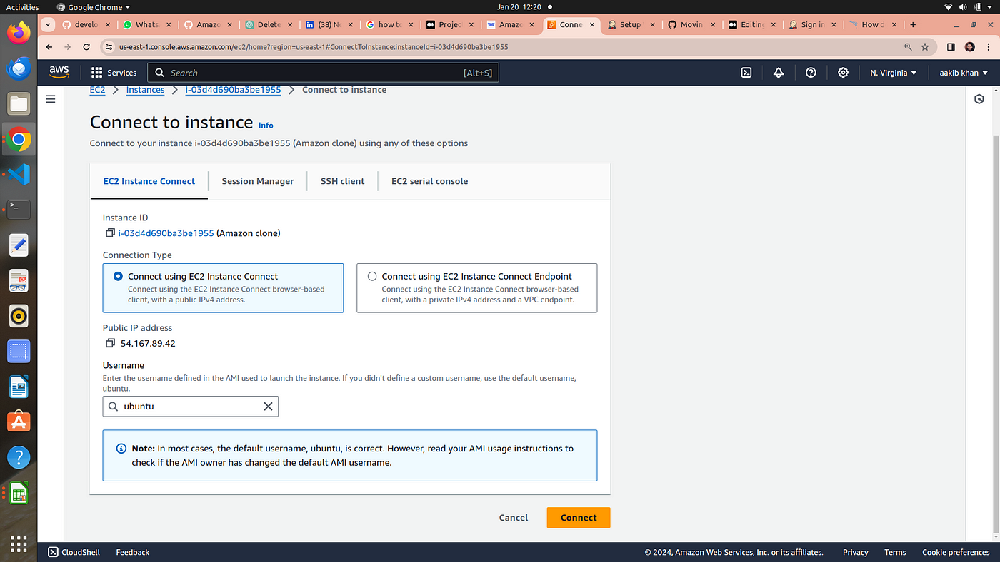 Activities
Google Chrome
Jan 20 12:20
develo
Whats
Amazo
Delete
(38) No
how to
Projec
Amazo
Conne
Setup
Movin
Editin
Sign in
How d
us-east-1.console.aws.amazon.com/ec2/home?region=us-east-1#ConnectToInstance:instanceId=i-03d4d690ba3be1955
aws
Services
Search
[Alt+S]
N. Virginia
aakib khan
EC2
Instances
i-03d4d690ba3be1955
Connect to instance
Connect to instance Info
Connect to your instance i-03d4d690ba3be1955 (Amazon clone) using any of these options
EC2 Instance Connect
Session Manager
SSH client
EC2 serial console
Instance ID
i-03d4d690ba3be1955 (Amazon clone)
Connection Type
Connect using EC2 Instance Connect
Connect using the EC2 Instance Connect browser-based
client, with a public IPv4 address.
Connect using EC2 Instance Connect Endpoint
Connect using the EC2 Instance Connect browser-based
client, with a private IPv4 address and a VPC endpoint.
Public IP address
54.167.89.42
Username
Enter the username defined in the AMI used to launch the instance. If you didn't define a custom username, use the default username,
ubuntu.
ubuntu
Note: In most cases, the default username, ubuntu, is correct. However, read your AMI usage instructions to
check if the AMI owner has changed the default AMI username.
Cancel
Connect
CloudShell
Feedback
© 2024, Amazon Web Services, Inc. or its affiliates.
Privacy
Terms
Cookie preferences